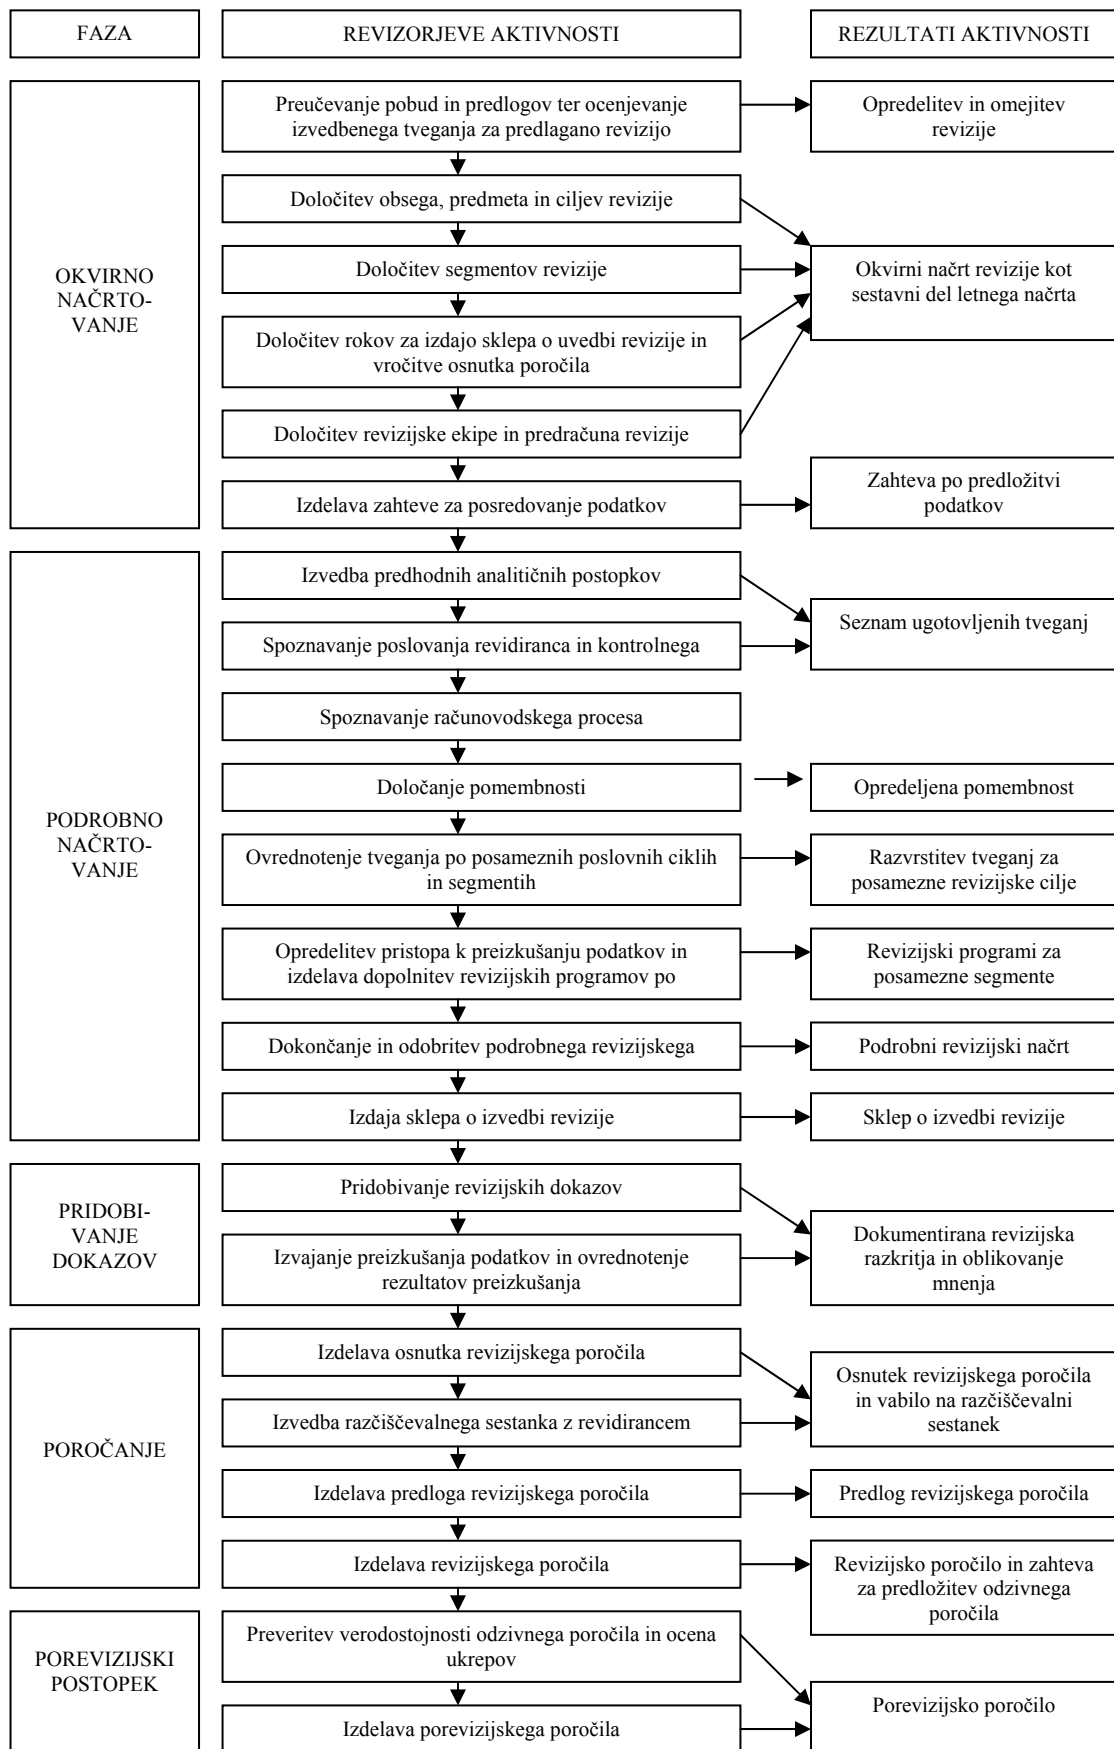 FAZA
REVIZORJEVE AKTIVNOSTI
REZULTATI AKTIVNOSTI
OKVIRNO
NAČRTO-
VANJE
Preučevanje pobud in predlogov ter ocenjevanje
izvedbenega tveganja za predlagano revizijo
Opredelitev in omejitev
revizije
Določitev obsega, predmeta in ciljev revizije
Določitev segmentov revizije
Okvirni načrt revizije kot
sestavni del letnega načrta
Določitev rokov za izdajo sklepa o uvedbi revizije in
vročitve osnutka poročila
Določitev revizijske ekipe in predračuna revizije
Izdelava zahteve za posredovanje podatkov
Zahteva po predložitvi
podatkov
PODROBNO
NAČRTO-
VANJE
Izvedba predhodnih analitičnih postopkov
Spoznavanje poslovanja revidiranca in kontrolnega
Seznam ugotovljenih tveganj
Spoznavanje računovodskega procesa
Določanje pomembnosti
Opredeljena pomembnost
Ovrednotenje tveganja po posameznih poslovnih ciklih
in segmentih
Razvrstitev tveganj za
posamezne revizijske cilje
Opredelitev pristopa k preizkušanju podatkov in
izdelava dopolnitev revizijskih programov po
Revizijski programi za
posamezne segmente
Dokončanje in odobritev podrobnega revizijskega
Podrobni revizijski načrt
Izdaja sklepa o izvedbi revizije
Sklep o izvedbi revizije
PRIDOBI-
VANJE
DOKAZOV
Pridobivanje revizijskih dokazov
Izvajanje preizkušanja podatkov in ovrednotenje
rezultatov preizkušanja
Dokumentirana revizijska
razkritja in oblikovanje
mnenja
POROČANJE
Izdelava osnutka revizijskega poročila
Izvedba razčiščevalnega sestanka z revidirancem
Osnutek revizijskega poročila
in vabilo na razčiščevalni
sestanek
Izdelava predloga revizijskega poročila
Predlog revizijskega poročila
Izdelava revizijskega poročila
Revizijsko poročilo in zahteva
za predložitev odzivnega
poročila
POREVIZIJSKI
POSTOPEK
Preveritev verodostojnosti odzivnega poročila in ocena
ukrepov
Izdelava porevizijskega poročila
Porevizijsko poročilo